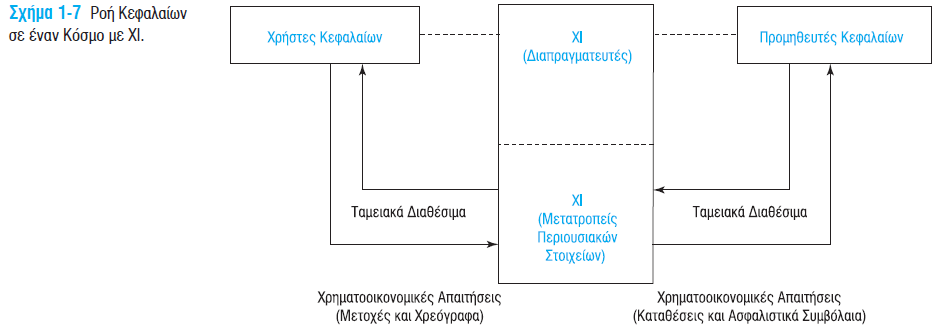 Σχήμα 1-7 Ροή Κεφαλαίων
σε έναν Κόσμο με ΧΙ.
Χρήστες Κεφαλαίων
ΧΙ
(Διαπραγματευτές)
Προμηθευτές Κεφαλαίων
Ταμειακά Διαθέσιμα
ΧΙ
(Μετατροπείς
Περιουσιακών
Στοιχείων)
Ταμειακά Διαθέσιμα
Χρηματοοικονομικές Απαιτήσεις
(Μετοχές και Χρεόγραφα)
Χρηματοοικονομικές Απαιτήσεις
(Καταθέσεις και Ασφαλιστικά Συμβόλαια)